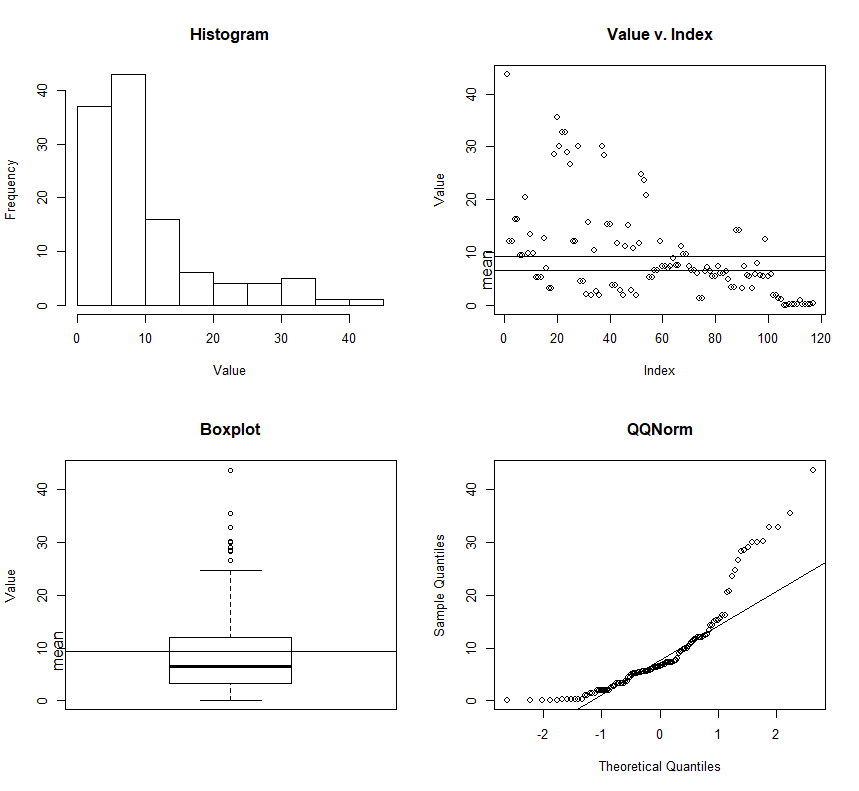 Histogram
Frequency
0 10 20 30 40
0 10 20 30 40
Value
Value v. Index
Value
0 10 20 30 40
mean
0 20 40 60 80 100 120
Index
Boxplot
Value
0 10 20 30 40
mean
QQNorm
Sample Quantiles
0 10 20 30 40
-2 -1 0 1 2
Theoretical Quantiles